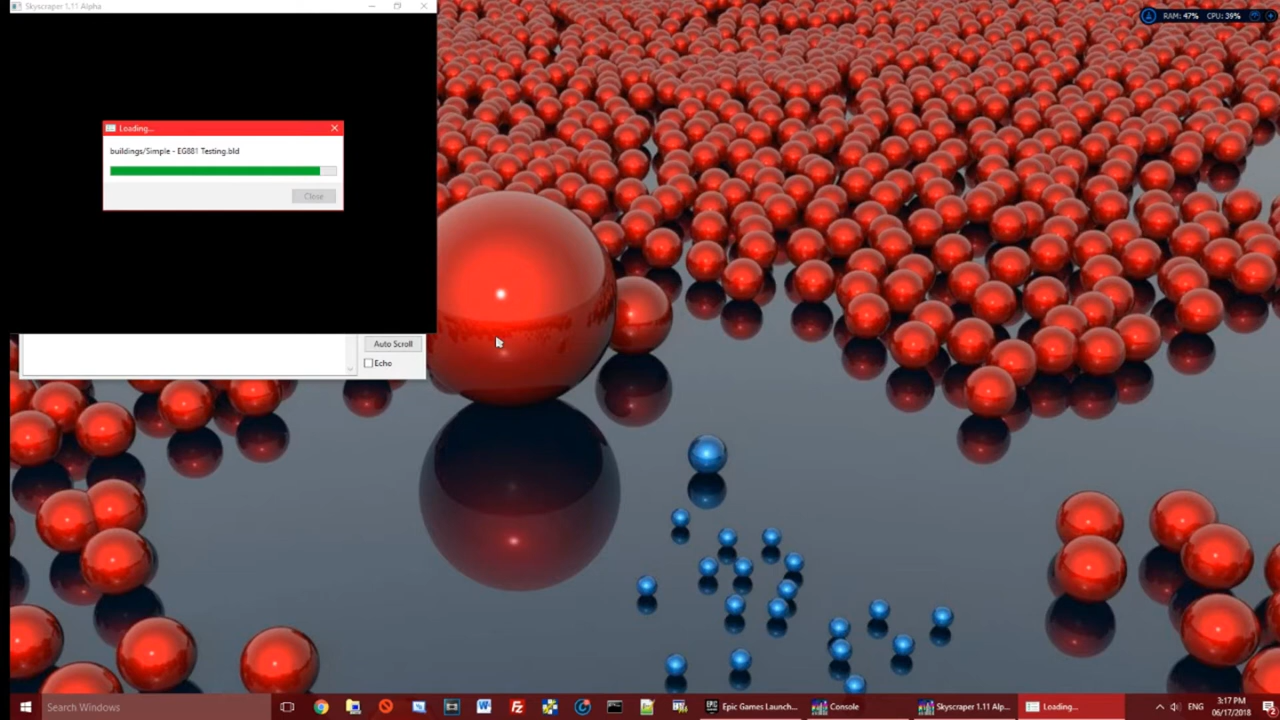 Skyscraper 1.11 Alpha
RAM: 47% CPU: 39%
Loading...
buildings/Simple - EG881 Testing.bld
Close
Auto Scroll
Echo
Search Windows
Epic Games Launch...
Console
Skyscraper 1.11 Alp...
Loading...
ENG
3:17 PM
06/17/2018
2